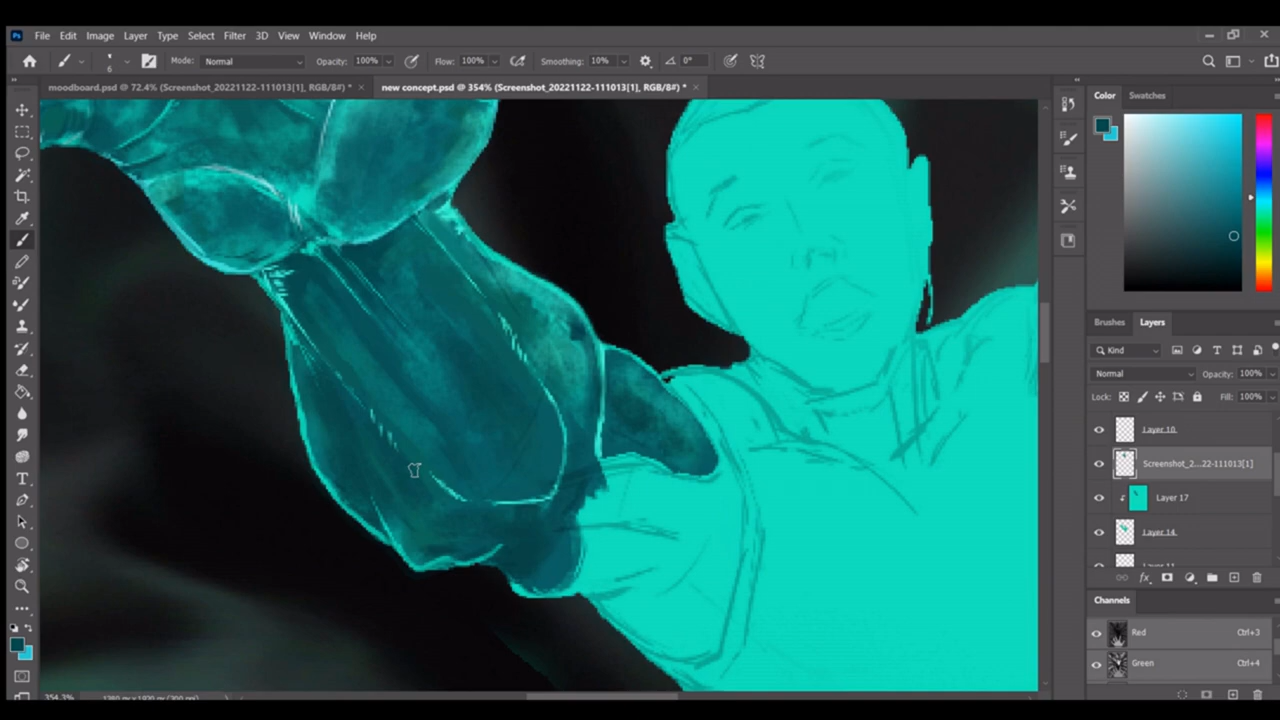 Ps File Edit Image Layer Type Select Filter 3D View Window Help
6 Mode: Normal Opacity: 100% Flow: 100% Smoothing: 10% 0°
moodboard.psd @ 72.4% (Screenshot_20221122-111013[1], RGB/8#) * × new concept.psd @ 354% (Screenshot_20221122-111013[1], RGB/8#) * ×
Color Swatches
Brushes Layers
Kind
Normal Opacity: 100%
Lock: Fill: 100%
Layer 10
Screenshot_2...22-111013[1]
Layer 17
Layer 14
Channels
Red Ctrl+3
Green Ctrl+4
354.3%